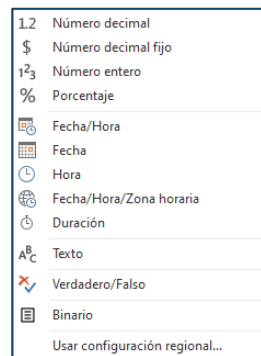 1.2 Número decimal
$ Número decimal fijo
1²3 Número entero
% Porcentaje
Fecha/Hora
Fecha
Hora
Fecha/Hora/Zona horaria
Duración
ABC Texto
Verdadero/Falso
Binario
Usar configuración regional...